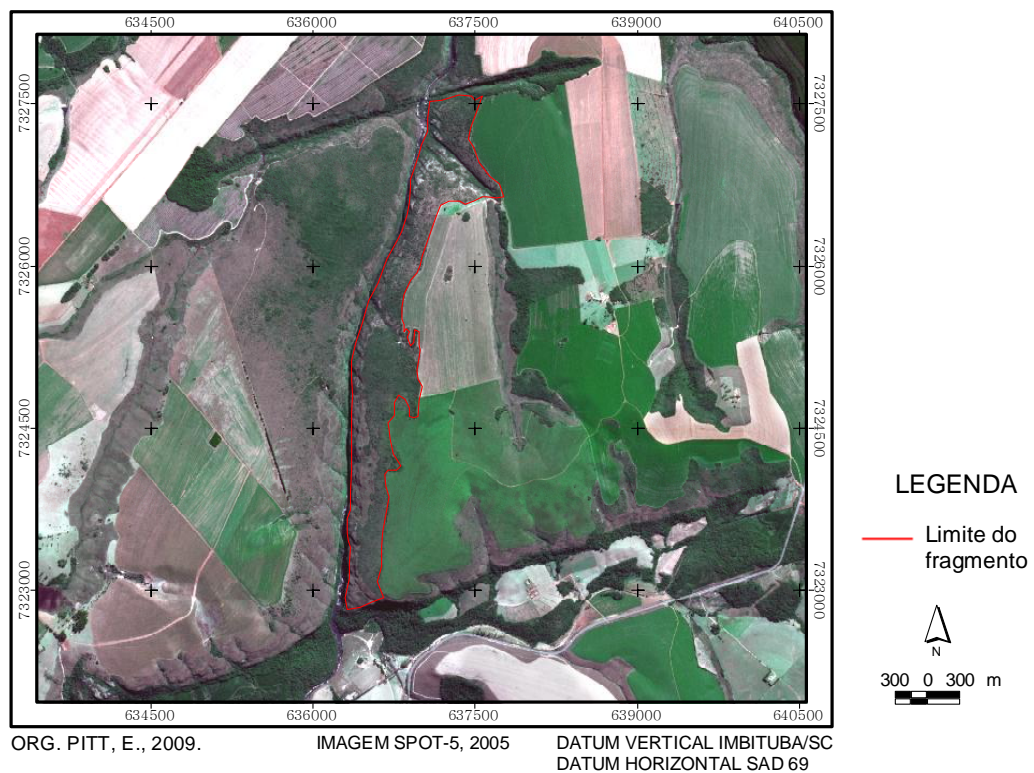 634500 636000 637500 639000 640500
7327500 7327500
7326000 7326000
7324500 7324500
LEGENDA
Limite do
fragmento
7323000 7323000
N
300 0 300 m
634500 636000 637500 639000 640500
ORG. PITT, E., 2009. IMAGEM SPOT-5, 2005 DATUM VERTICAL IMBITUBA/SC
DATUM HORIZONTAL SAD 69